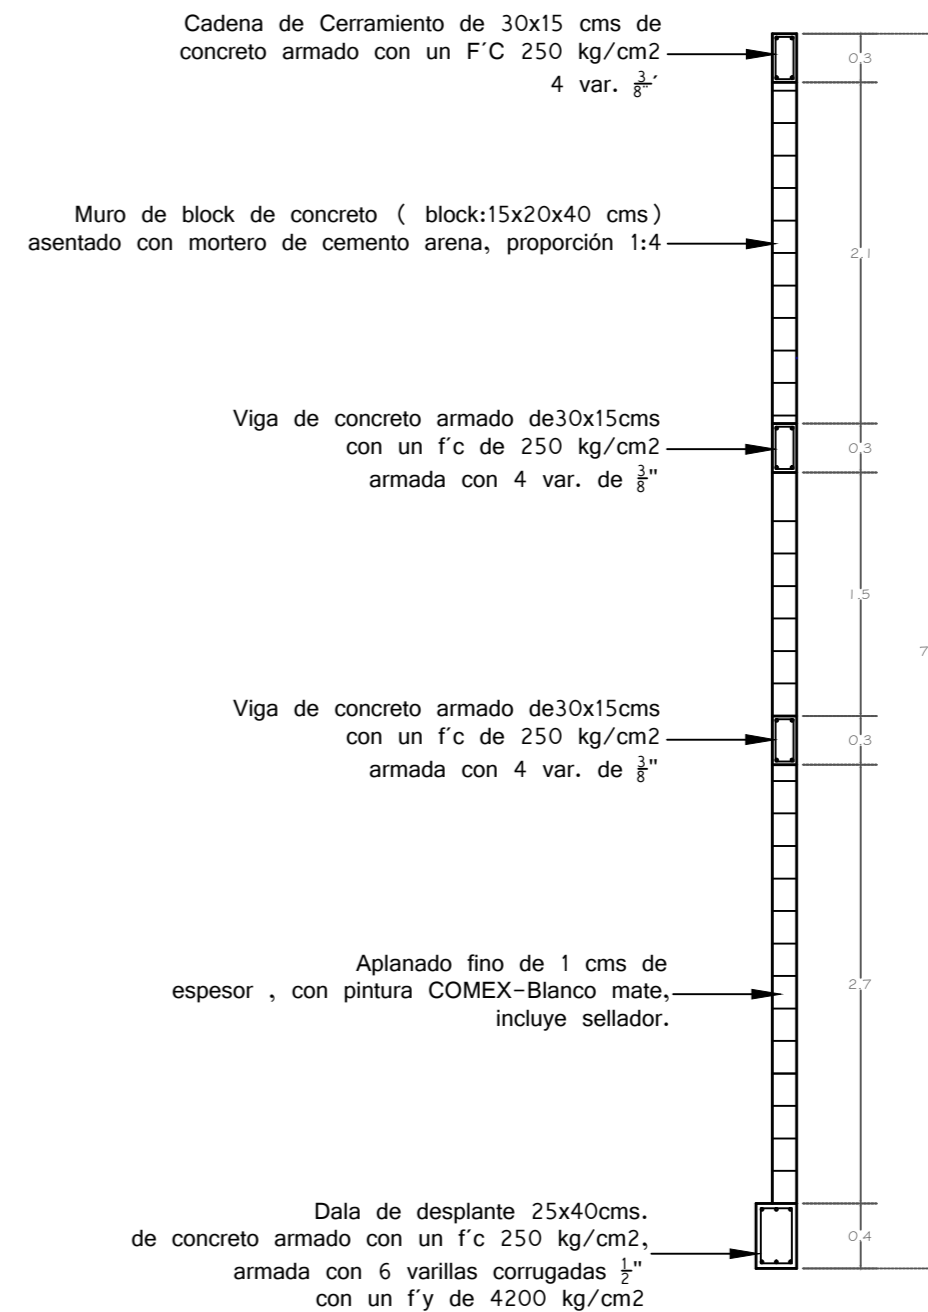 Cadena de Cerramiento de 30x15 cms de
concreto armado con un F´C 250 kg/cm2
4 var. 3/8"´
0.3
Muro de block de concreto ( block:15x20x40 cms)
asentado con mortero de cemento arena, proporción 1:4
2.1
Viga de concreto armado de30x15cms
con un f´c de 250 kg/cm2
armada con 4 var. de 3/8"
0.3
1.5
7
Viga de concreto armado de30x15cms
con un f´c de 250 kg/cm2
armada con 4 var. de 3/8"
0.3
Aplanado fino de 1 cms de
espesor , con pintura COMEX-Blanco mate,
incluye sellador.
2.7
Dala de desplante 25x40cms.
de concreto armado con un f´c 250 kg/cm2,
armada con 6 varillas corrugadas 1/2"
con un f´y de 4200 kg/cm2
0.4